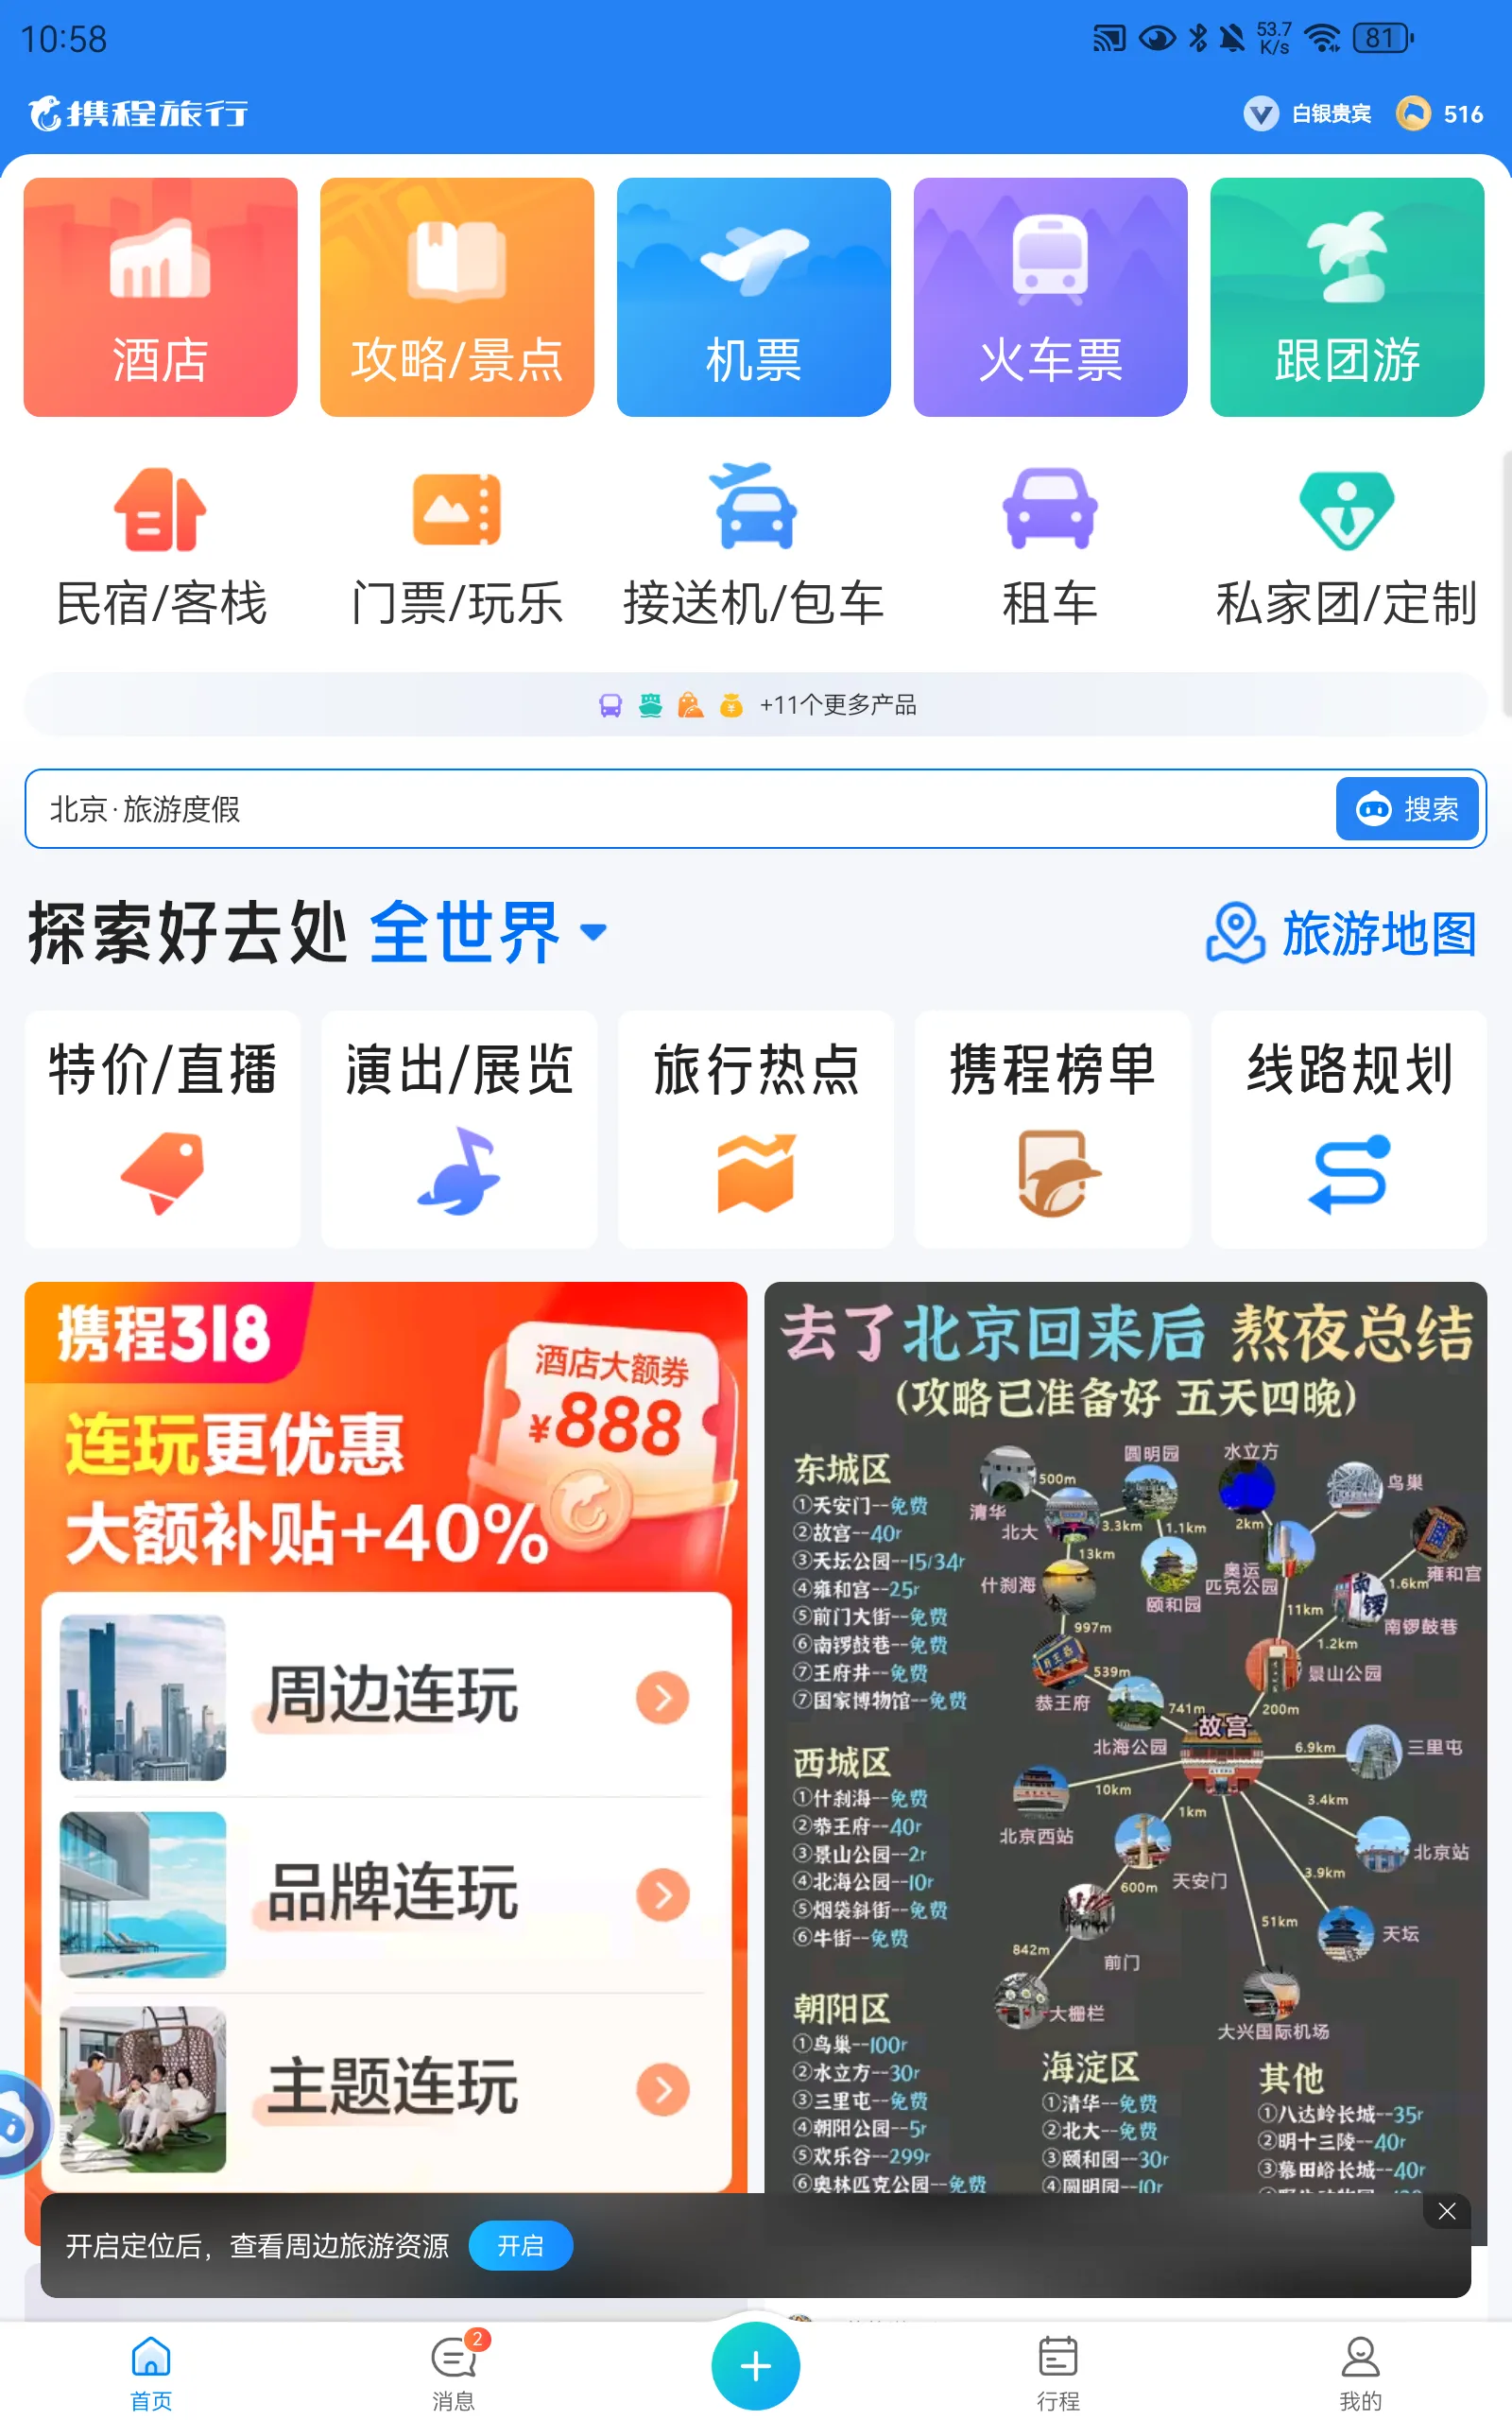 10:58
53.7 K/s
81
携程旅行
白银贵宾
516
酒店
攻略/景点
机票
火车票
跟团游
民宿/客栈
门票/玩乐
接送机/包车
租车
私家团/定制
+11个更多产品
北京·旅游度假
搜索
探索好去处 全世界
旅游地图
特价/直播
演出/展览
旅行热点
携程榜单
线路规划
携程318
连玩更优惠
大额补贴+40%
酒店大额券
¥888
周边连玩
品牌连玩
主题连玩
去了北京回来后 熬夜总结
(攻略已准备好 五天四晚)
东城区
①天安门--免费
②故宫--40r
③天坛公园--15/34r
④雍和宫--25r
⑤前门大街--免费
⑥南锣鼓巷--免费
⑦王府井--免费
⑦国家博物馆--免费
西城区
①什刹海--免费
②恭王府--40r
③景山公园--2r
④北海公园--10r
⑤烟袋斜街--免费
⑥牛街--免费
朝阳区
①鸟巢--100r
②水立方--30r
③三里屯--免费
④朝阳公园--5r
⑤欢乐谷--299r
⑥奥林匹克公园--免费
圆明园
水立方
500m
鸟巢
清华
北大
3.3km
1.1km
2km
13km
什刹海
颐和园
奥运
匹克公园
雍和宫
1.6km
11km
南锣鼓巷
997m
1.2km
539m
景山公园
恭王府
741m
200m
故宫
北海公园
6.9km
三里屯
10km
3.4km
1km
北京西站
北京站
3.9km
天安门
600m
51km
天坛
842m
前门
大栅栏
大兴国际机场
海淀区
①清华--免费
②北大--免费
③颐和园--30r
④圆明园--10r
其他
①八达岭长城--35r
②明十三陵--40r
③慕田峪长城--40r
开启定位后，查看周边旅游资源
开启
首页
消息
2
行程
我的